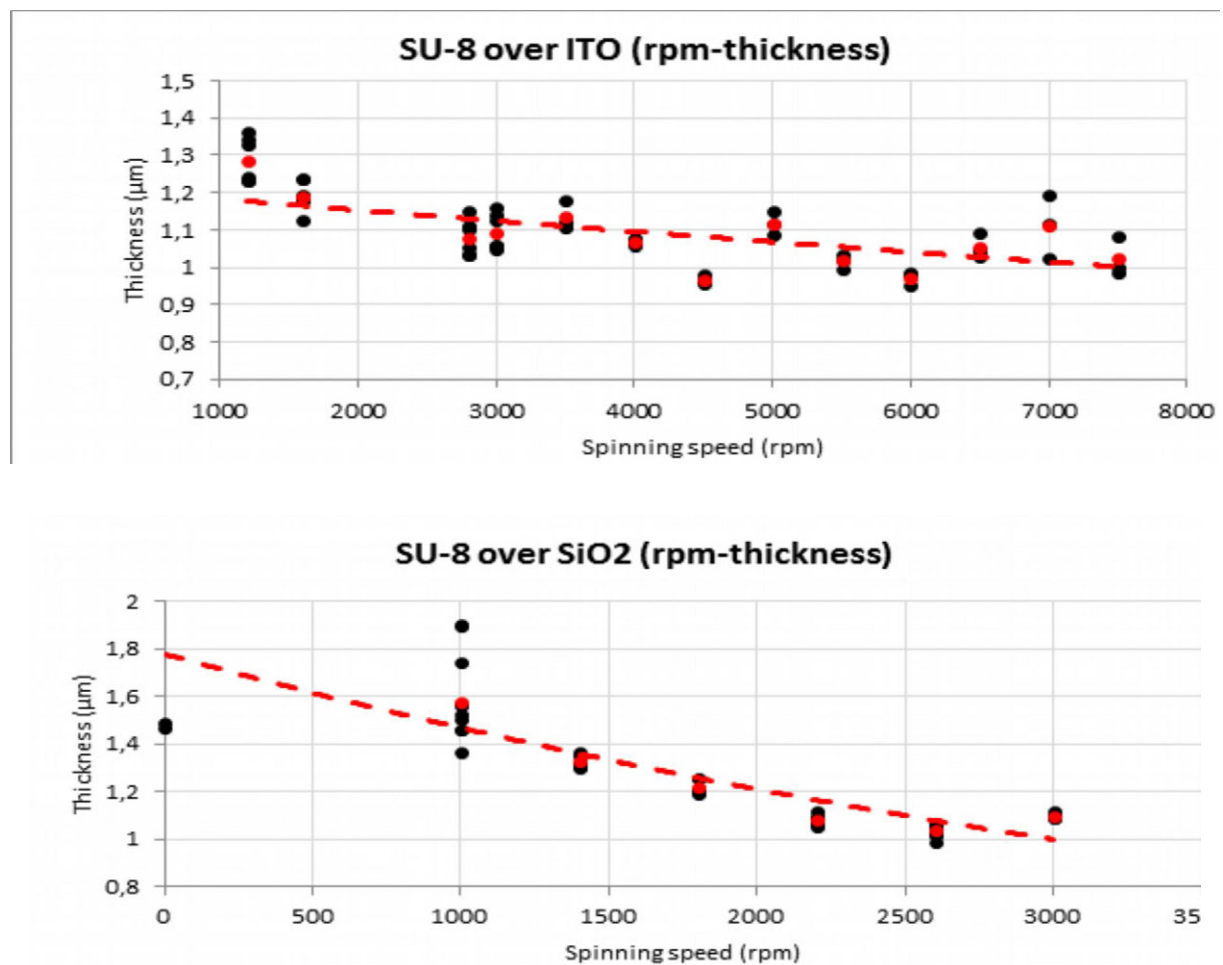 SU-8 over ITO (rpm-thickness)
1,5
1,4
1,3
1,2
1,1
1
0,9
0,8
0,7
Thickness (µm)
1000 2000 3000 4000 5000 6000 7000 8000
Spinning speed (rpm)
SU-8 over SiO2 (rpm-thickness)
2
1,8
1,6
1,4
1,2
1
0,8
Thickness (µm)
0 500 1000 1500 2000 2500 3000 35
Spinning speed (rpm)